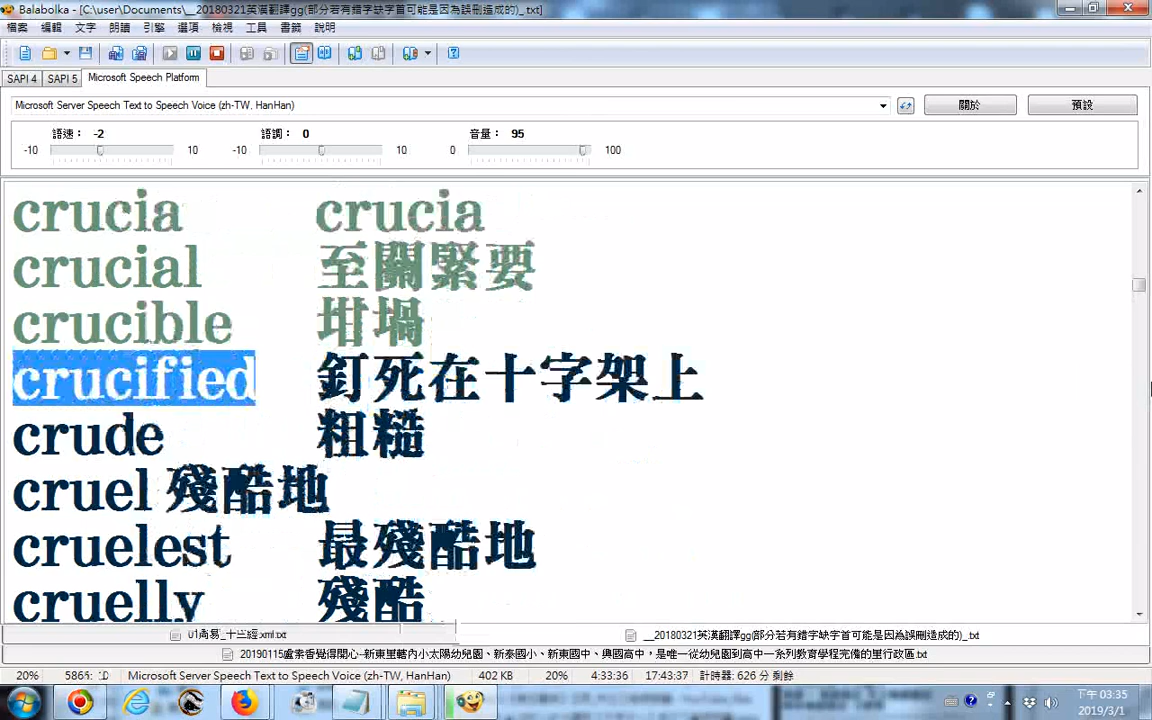 Balabolka - [C:\user\Documents\__20180321英漢翻譯gg(部分若有錯字缺字首可能是因為誤刪造成的)_.txt]
檔案 編輯 文字 朗讀 引擎 選項 檢視 工具 書籤 說明
SAPI 4 SAPI 5 Microsoft Speech Platform
Microsoft Server Speech Text to Speech Voice (zh-TW, HanHan) 關於 預設
語速： -2 語調： 0 音量： 95
-10 10 -10 10 0 100
crucia crucia
crucial 至關緊要
crucible 坩堝
crucified 釘死在十字架上
crude 粗糙
cruel 殘酷地
cruelest 最殘酷地
cruelly 殘酷
__20180321英漢翻譯gg(部分若有錯字缺字首可能是因為誤刪造成的)_.txt
20190115盧素香覺得開心-新東里轄內小太陽幼兒園、新泰國小、新東國中、興國高中，是唯一從幼兒園到高中一系列教育學程完備的里行政區.txt
20% Microsoft Server Speech Text to Speech Voice (zh-TW, HanHan) 402 KB 20% 4:33:36 17:43:37 計時器: 626 分 剩餘
下午 03:35
2019/3/1